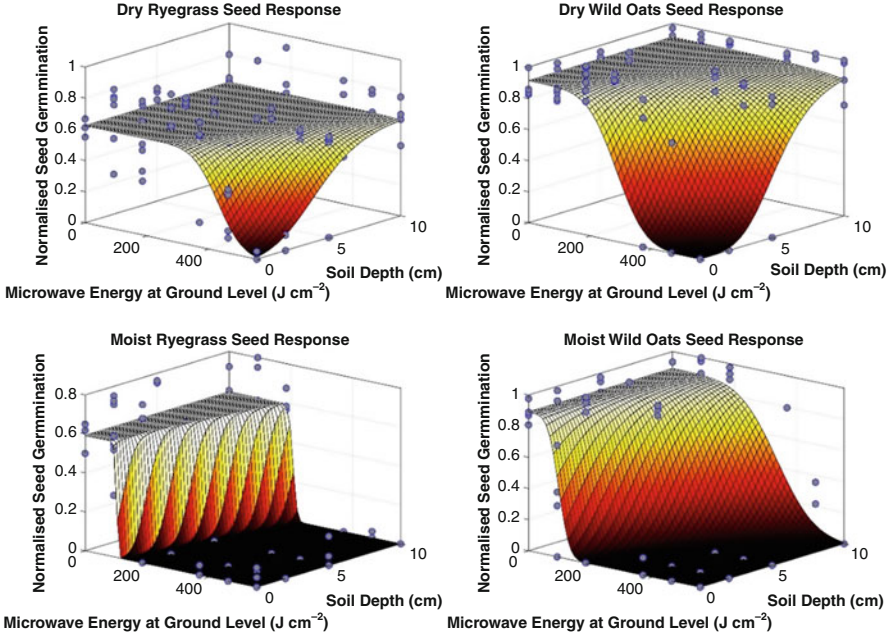 Dry Ryegrass Seed Response
Normalised Seed Germmination
1
0.8
0.6
0.4
0.2
0
0
200
400
0
5
10
Soil Depth (cm)
Microwave Energy at Ground Level (J cm⁻²)
Dry Wild Oats Seed Response
Normalised Seed Germmination
1
0.8
0.6
0.4
0.2
0
0
200
400
0
5
10
Soil Depth (cm)
Microwave Energy at Ground Level (J cm⁻²)
Moist Ryegrass Seed Response
Normalised Seed Germmination
0.8
0.6
0.4
0.2
0
0
200
400
0
5
10
Soil Depth (cm)
Microwave Energy at Ground Level (J cm⁻²)
Moist Wild Oats Seed Response
Normalised Seed Germmination
1
0.8
0.6
0.4
0.2
0
0
200
400
0
5
10
Soil Depth (cm)
Microwave Energy at Ground Level (J cm⁻²)